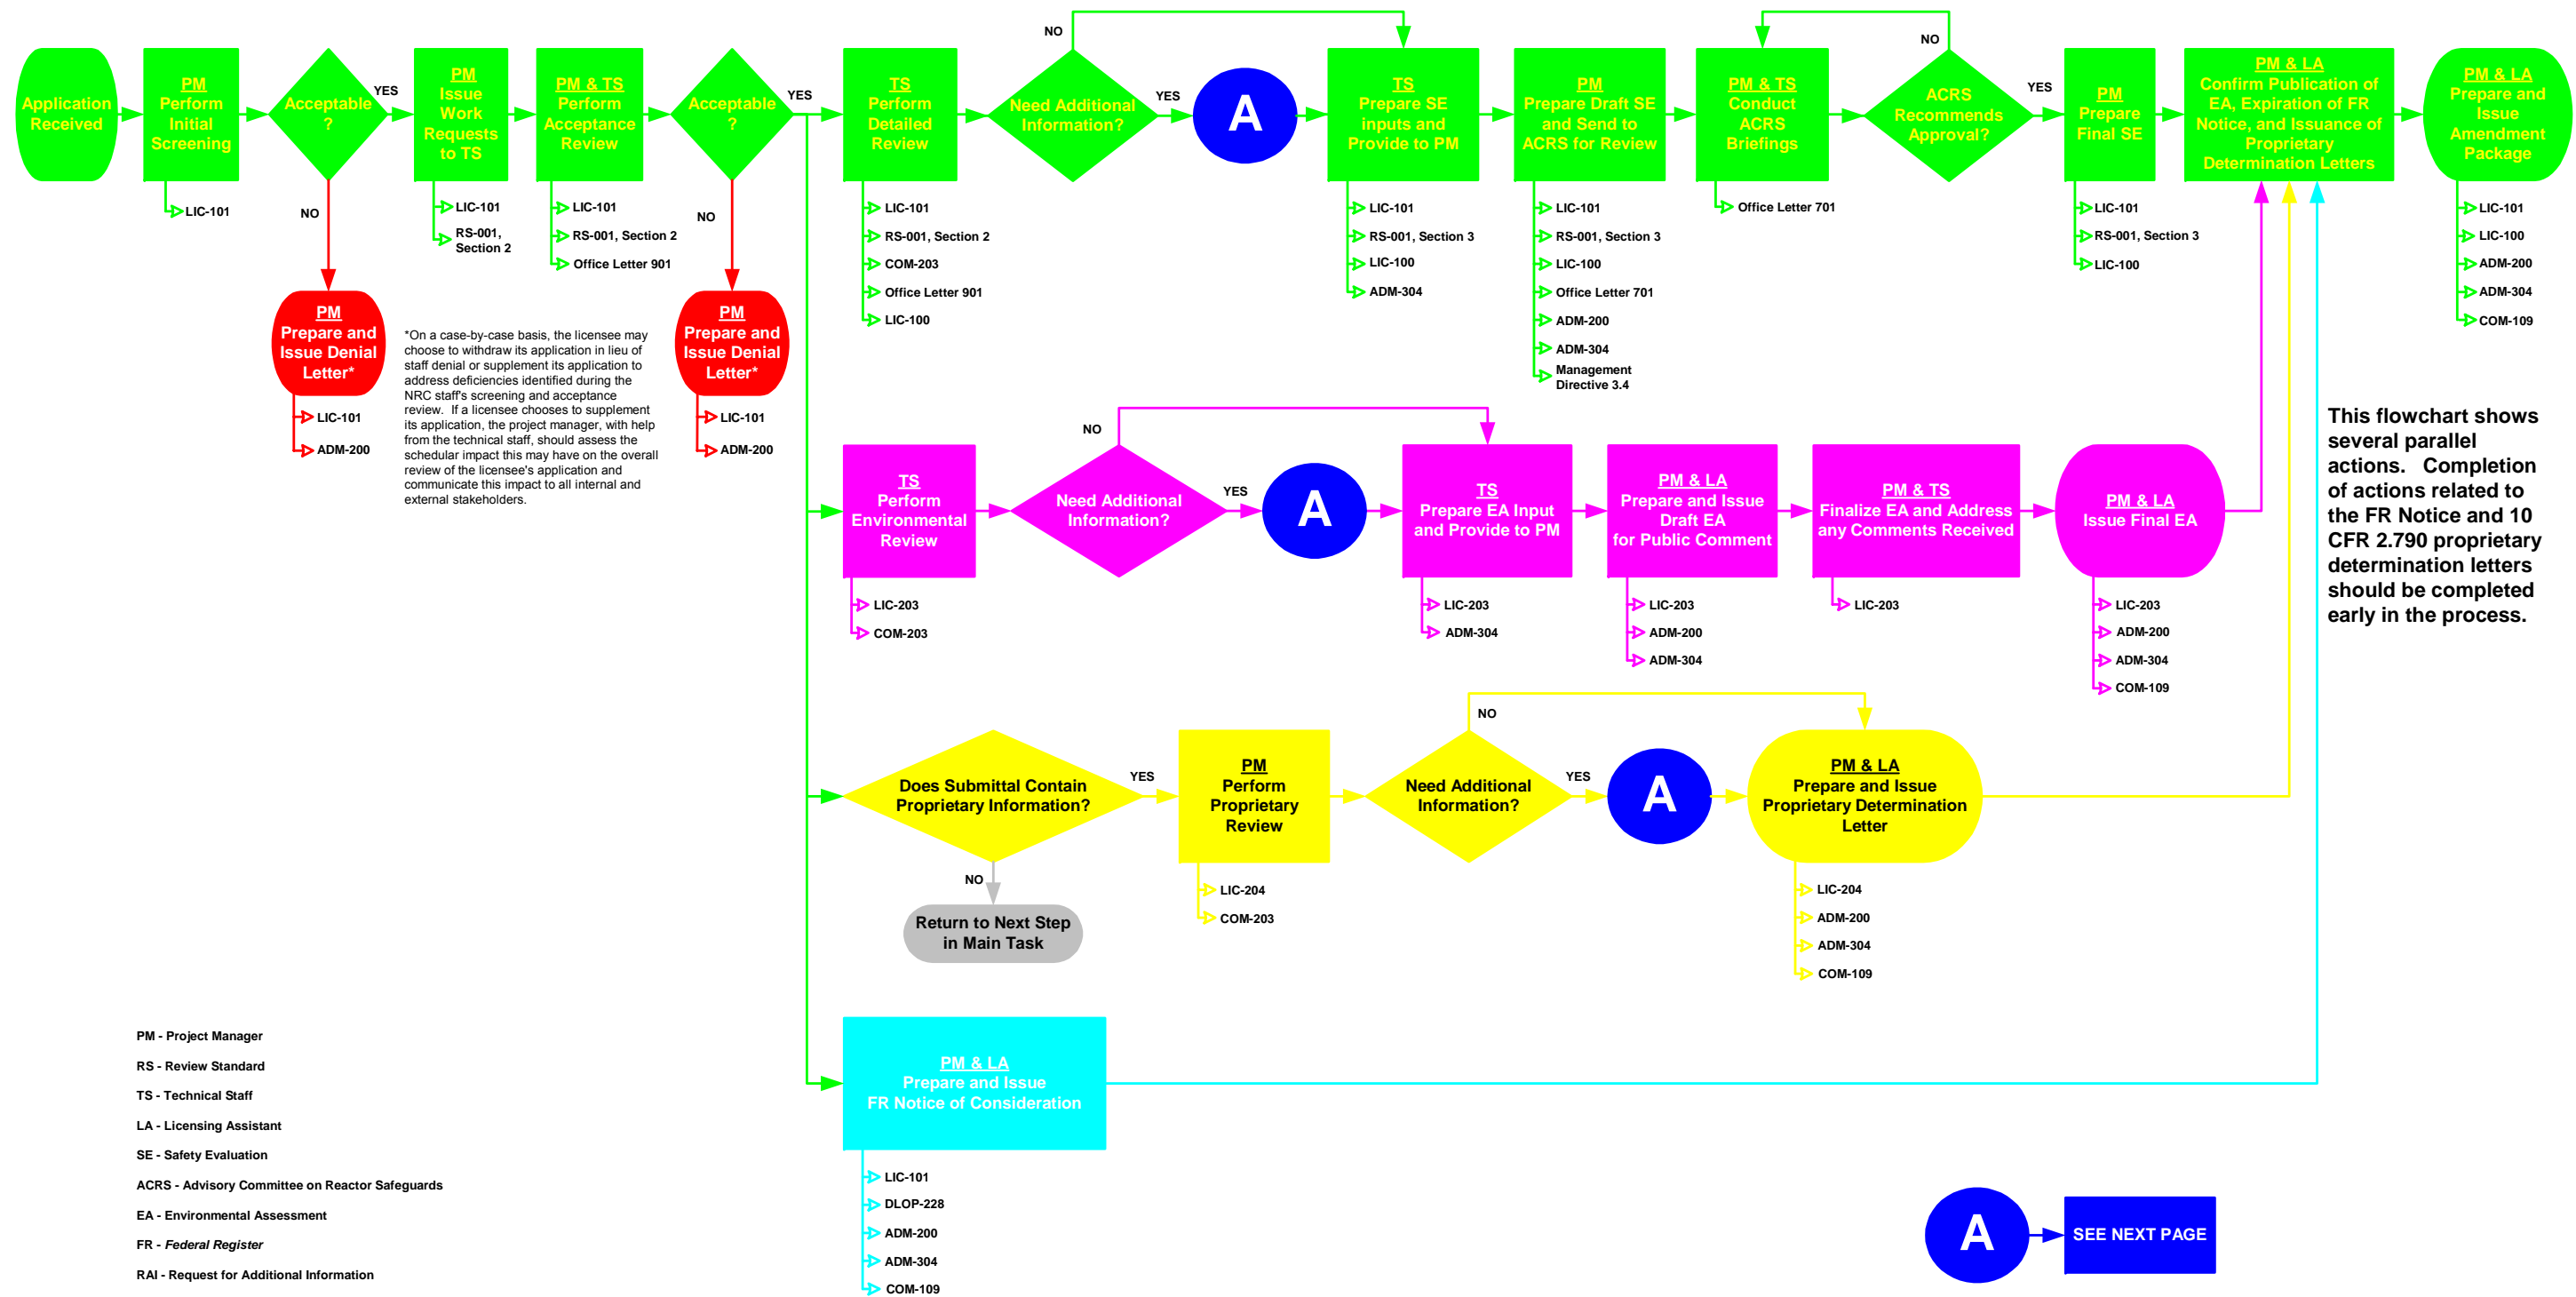 Application
Received
PM
Perform
Initial
Screening
LIC-101
Acceptable
?
YES
NO
PM
Prepare and
Issue Denial
Letter*
LIC-101
ADM-200
PM
Issue
Work
Requests
to TS
LIC-101
RS-001,
Section 2
PM & TS
Perform
Acceptance
Review
LIC-101
RS-001, Section 2
Office Letter 901
Acceptable
?
YES
NO
PM
Prepare and
Issue Denial
Letter*
LIC-101
ADM-200
*On a case-by-case basis, the licensee may
choose to withdraw its application in lieu of
staff denial or supplement its application to
address deficiencies identified during the
NRC staff's screening and acceptance
review.  If a licensee chooses to supplement
its application, the project manager, with help
from the technical staff, should assess the
schedular impact this may have on the overall
review of the licensee's application and
communicate this impact to all internal and
external stakeholders.
TS
Perform
Detailed
Review
LIC-101
RS-001, Section 2
COM-203
Office Letter 901
LIC-100
Need Additional
Information?
NO
YES
A
TS
Prepare SE
inputs and
Provide to PM
LIC-101
RS-001, Section 3
LIC-100
ADM-304
PM
Prepare Draft SE
and Send to
ACRS for Review
LIC-101
RS-001, Section 3
LIC-100
Office Letter 701
ADM-200
ADM-304
Management
Directive 3.4
PM & TS
Conduct
ACRS
Briefings
Office Letter 701
ACRS
Recommends
Approval?
NO
YES
PM
Prepare
Final SE
LIC-101
RS-001, Section 3
LIC-100
PM & LA
Confirm Publication of
EA, Expiration of FR
Notice, and Issuance of
Proprietary
Determination Letters
PM & LA
Prepare and
Issue
Amendment
Package
LIC-101
LIC-100
ADM-200
ADM-304
COM-109
TS
Perform
Environmental
Review
LIC-203
COM-203
Need Additional
Information?
NO
YES
A
TS
Prepare EA Input
and Provide to PM
LIC-203
ADM-304
PM & LA
Prepare and Issue
Draft EA
for Public Comment
LIC-203
ADM-200
ADM-304
PM & TS
Finalize EA and Address
any Comments Received
LIC-203
PM & LA
Issue Final EA
LIC-203
ADM-200
ADM-304
COM-109
This flowchart shows
several parallel
actions.   Completion
of actions related to
the FR Notice and 10
CFR 2.790 proprietary
determination letters
should be completed
early in the process.
Does Submittal Contain
Proprietary Information?
YES
NO
Return to Next Step
in Main Task
PM
Perform
Proprietary
Review
LIC-204
COM-203
Need Additional
Information?
NO
YES
A
PM & LA
Prepare and Issue
Proprietary Determination
Letter
LIC-204
ADM-200
ADM-304
COM-109
PM & LA
Prepare and Issue
FR Notice of Consideration
LIC-101
DLOP-228
ADM-200
ADM-304
COM-109
PM - Project Manager
RS - Review Standard
TS - Technical Staff
LA - Licensing Assistant
SE - Safety Evaluation
ACRS - Advisory Committee on Reactor Safeguards
EA - Environmental Assessment
FR - Federal Register
RAI - Request for Additional Information
A
SEE NEXT PAGE